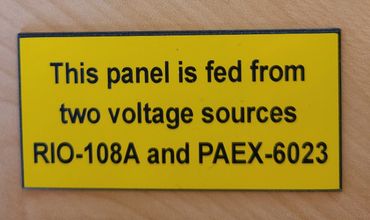 This panel is fed from
two voltage sources
RIO-108A and PAEX-6023